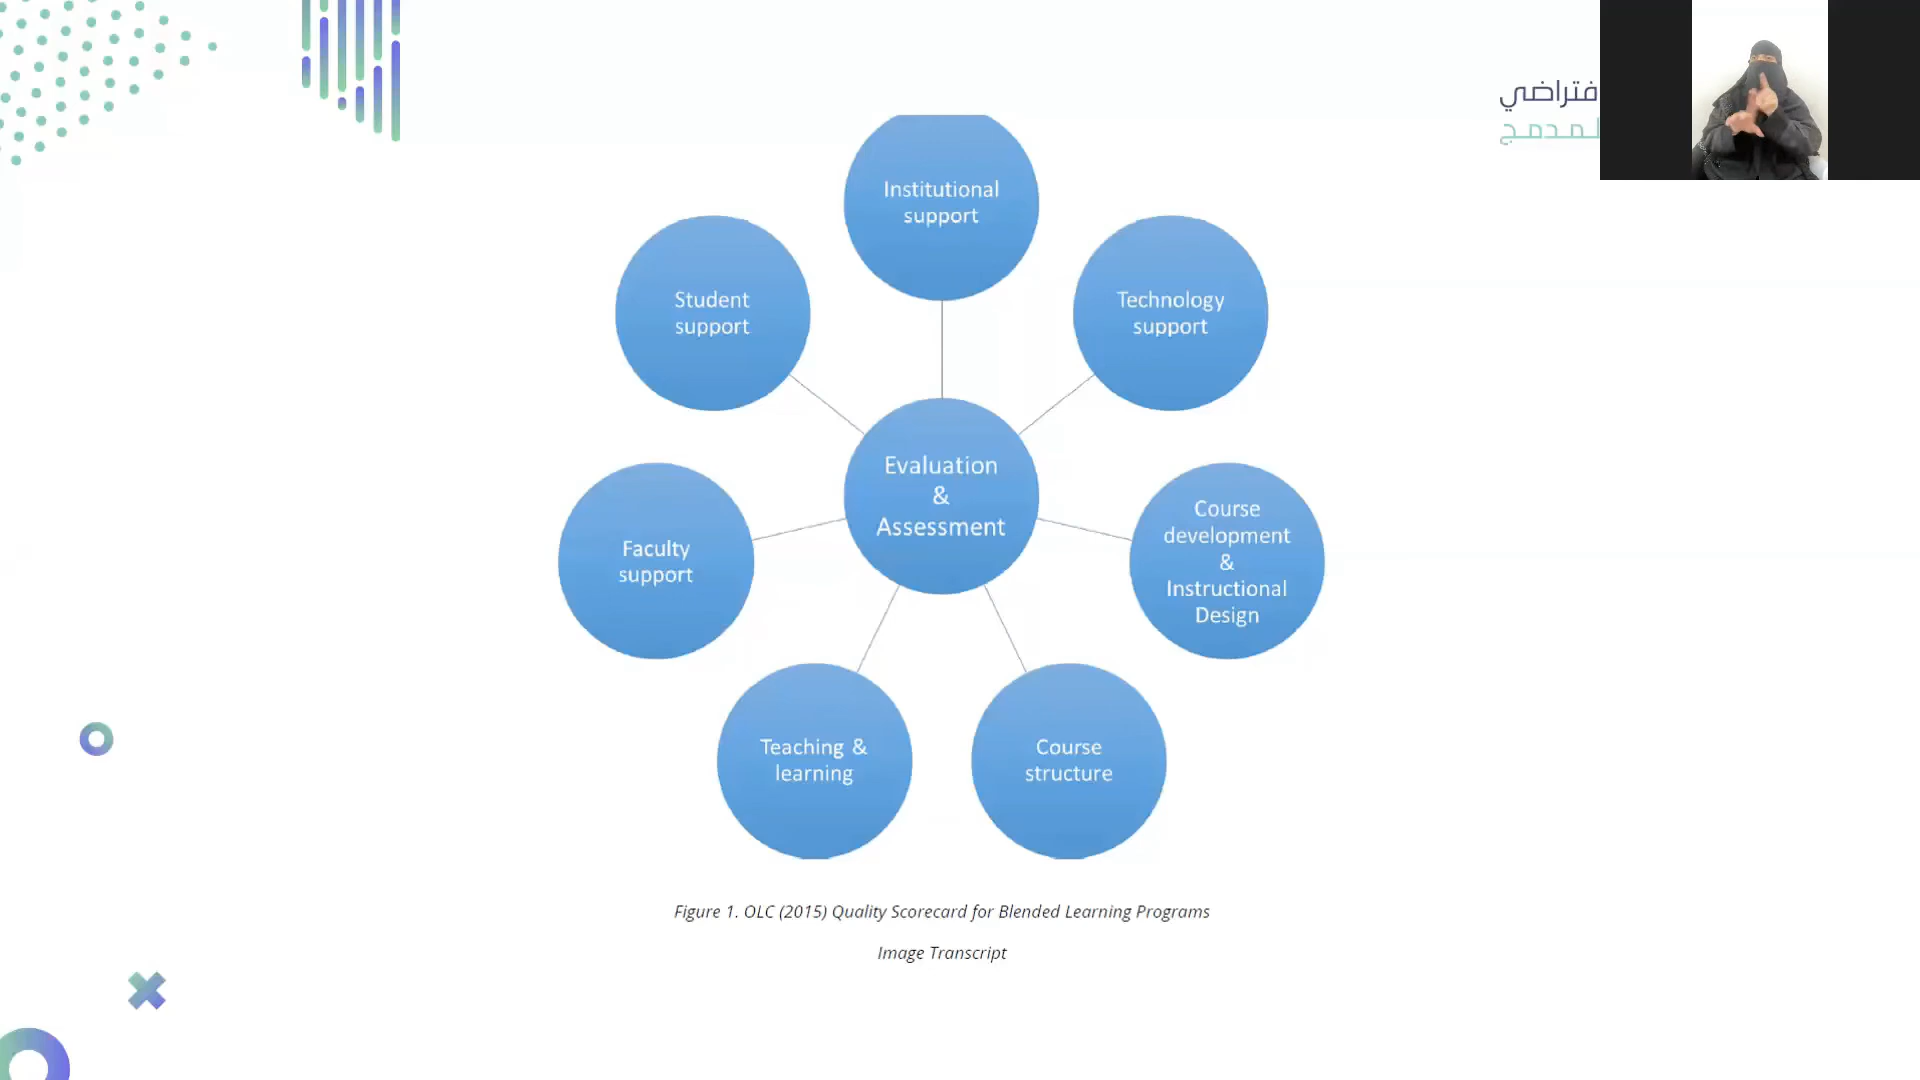 فتراضي
لمدمج
Institutional
support
Student
support
Technology
support
Evaluation
&
Assessment
Course
development
&
Instructional
Design
Faculty
support
Teaching &
learning
Course
structure
Figure 1. OLC (2015) Quality Scorecard for Blended Learning Programs
Image Transcript